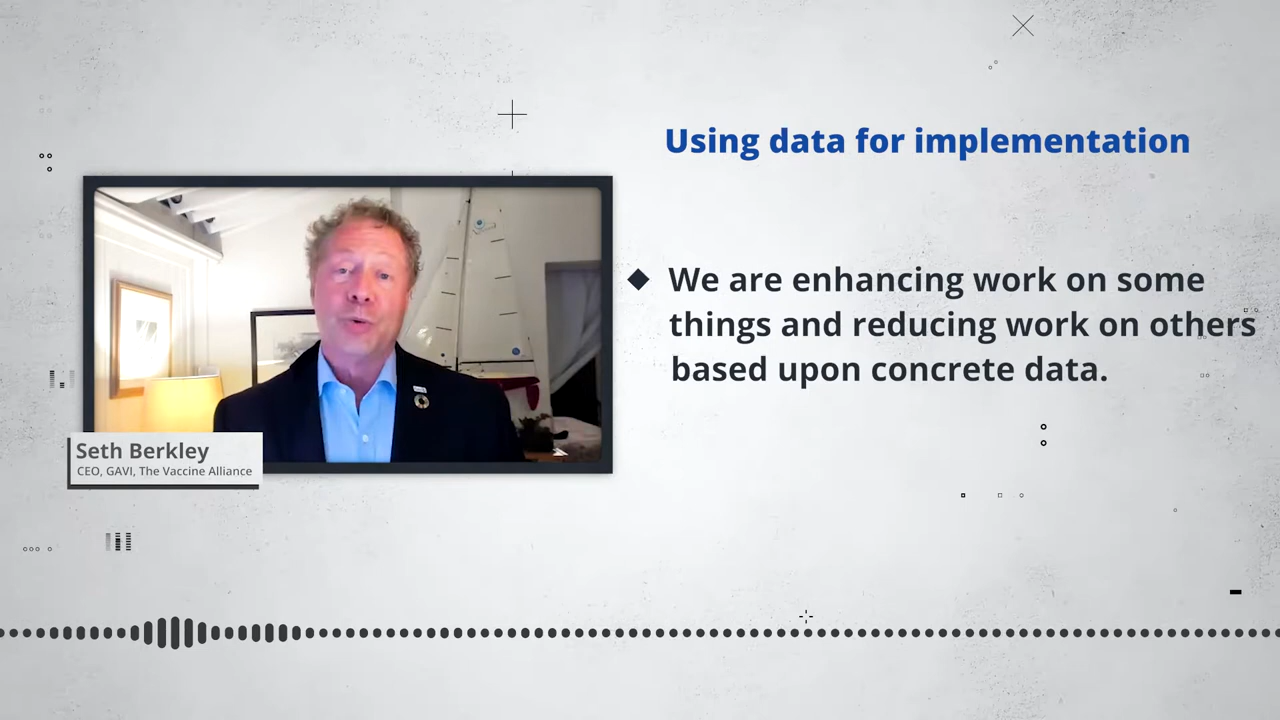 Using data for implementation
We are enhancing work on some
things and reducing work on others
based upon concrete data.
Seth Berkley
CEO, GAVI, The Vaccine Alliance